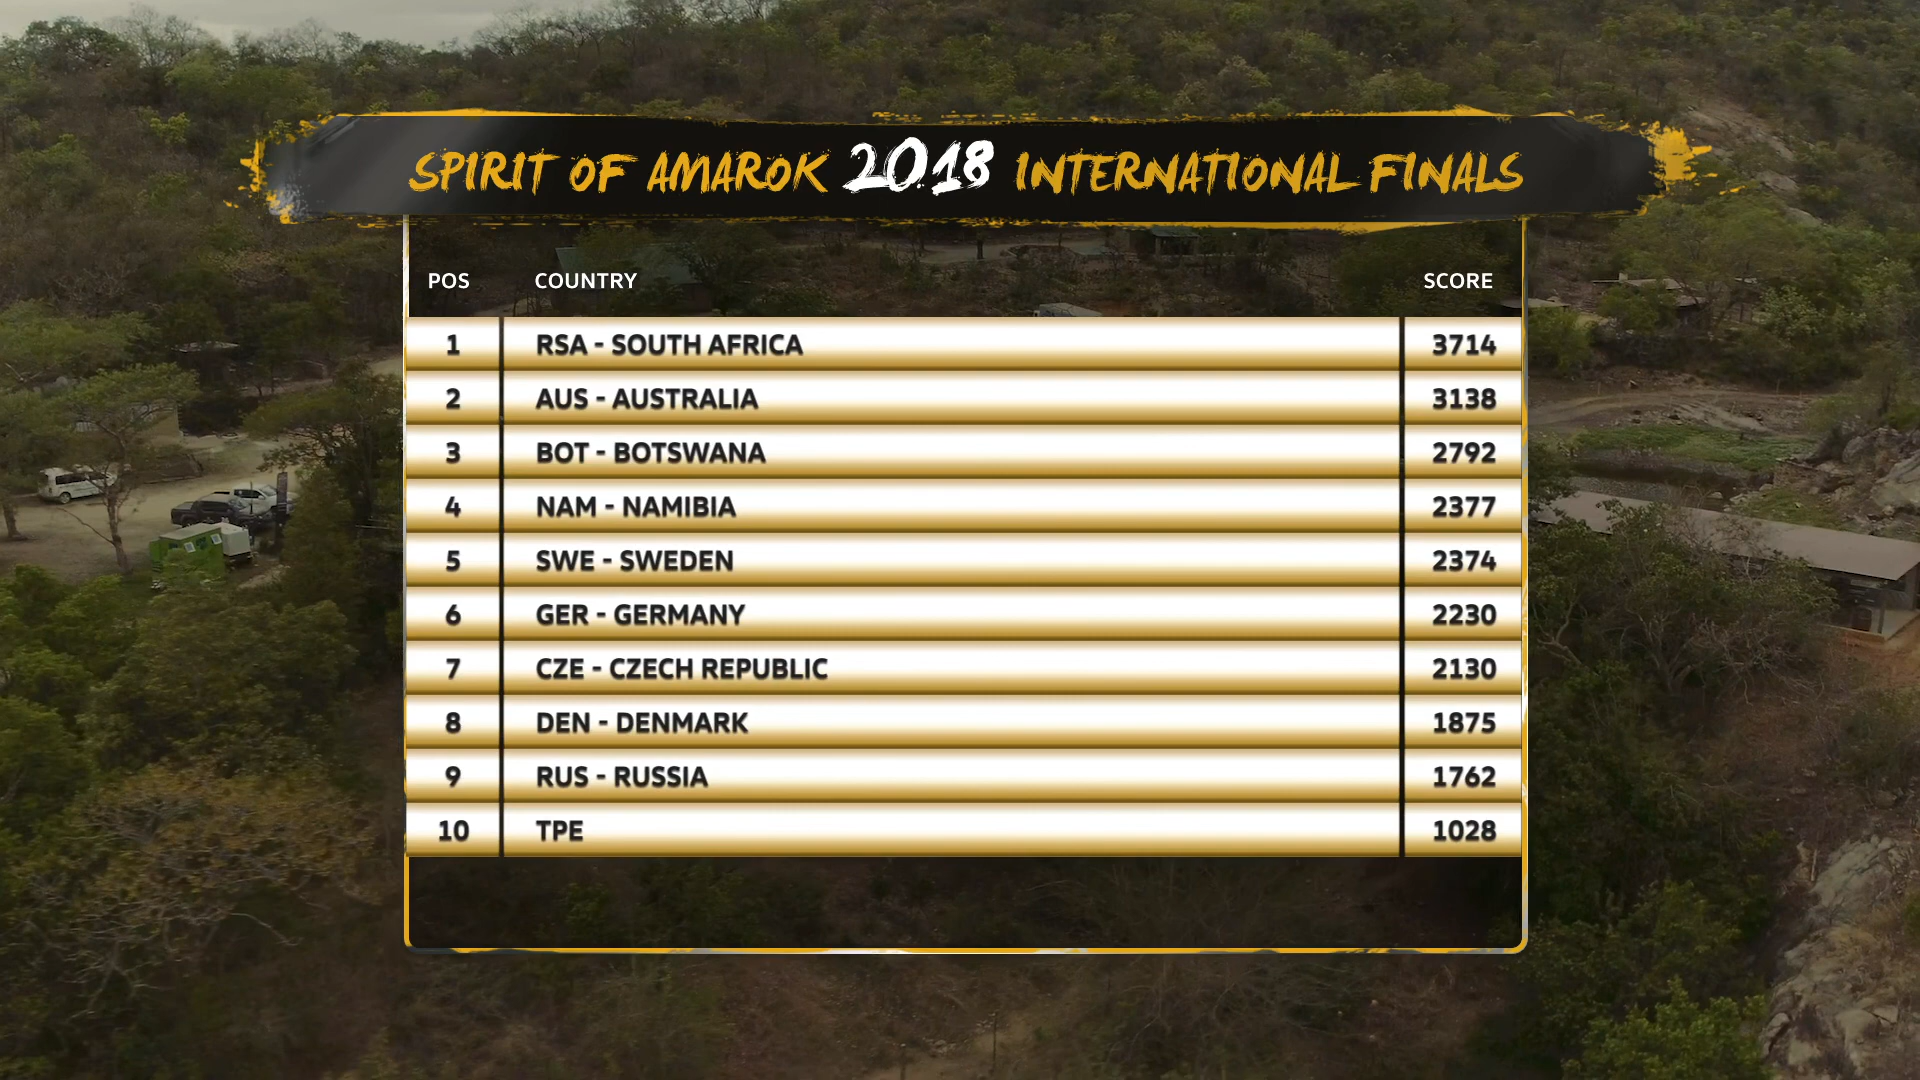 SPIRIT OF AMAROK 2018 INTERNATIONAL FINALS
POS COUNTRY SCORE
1 RSA - SOUTH AFRICA 3714
2 AUS - AUSTRALIA 3138
3 BOT - BOTSWANA 2792
4 NAM - NAMIBIA 2377
5 SWE - SWEDEN 2374
6 GER - GERMANY 2230
7 CZE - CZECH REPUBLIC 2130
8 DEN - DENMARK 1875
9 RUS - RUSSIA 1762
10 TPE 1028